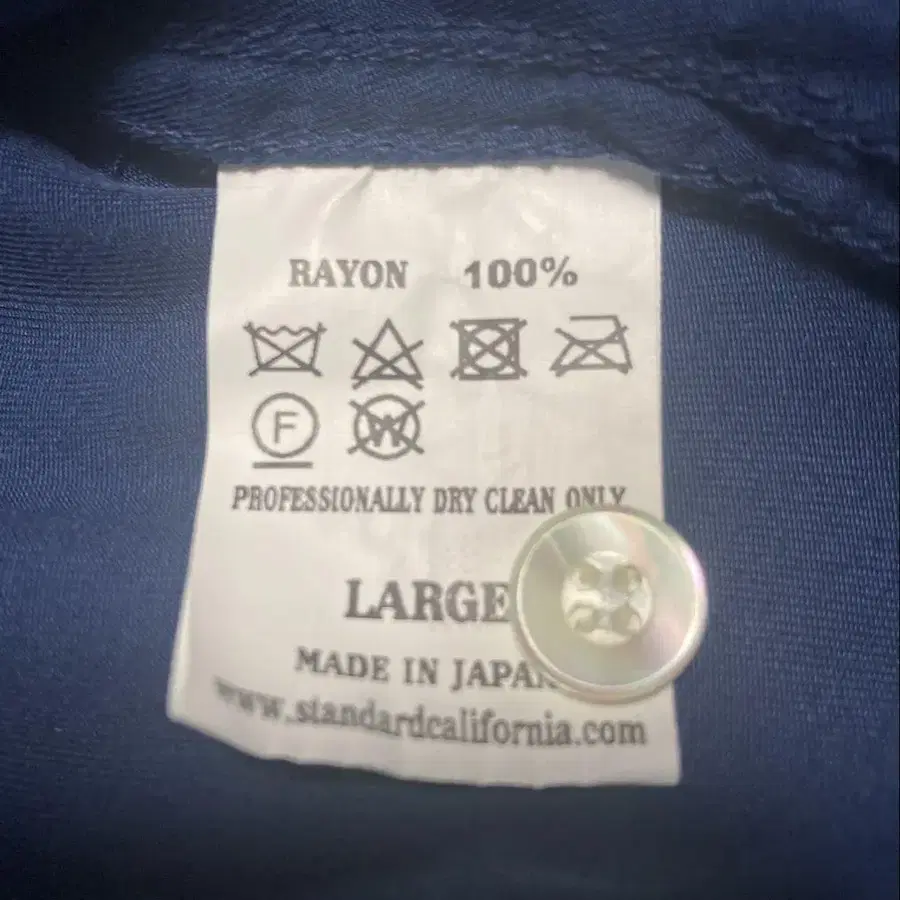 RAYON 100%
F
W
PROFESSIONALLY DRY CLEAN ONLY
LARGE
MADE IN JAPAN
www.standardcalifornia.com